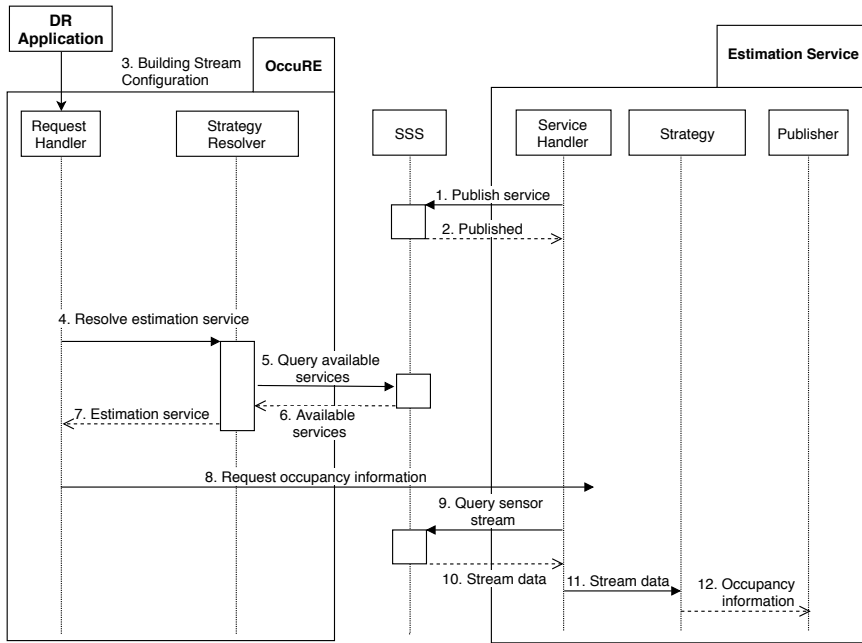 DR
Application
3. Building Stream
Configuration
OccuRE
Estimation Service
Request
Handler
Strategy
Resolver
SSS
Service
Handler
Strategy
Publisher
1. Publish service
2. Published
4. Resolve estimation service
5. Query available
services
6. Available
services
7. Estimation service
8. Request occupancy information
9. Query sensor
stream
10. Stream data
11. Stream data
12. Occupancy
information